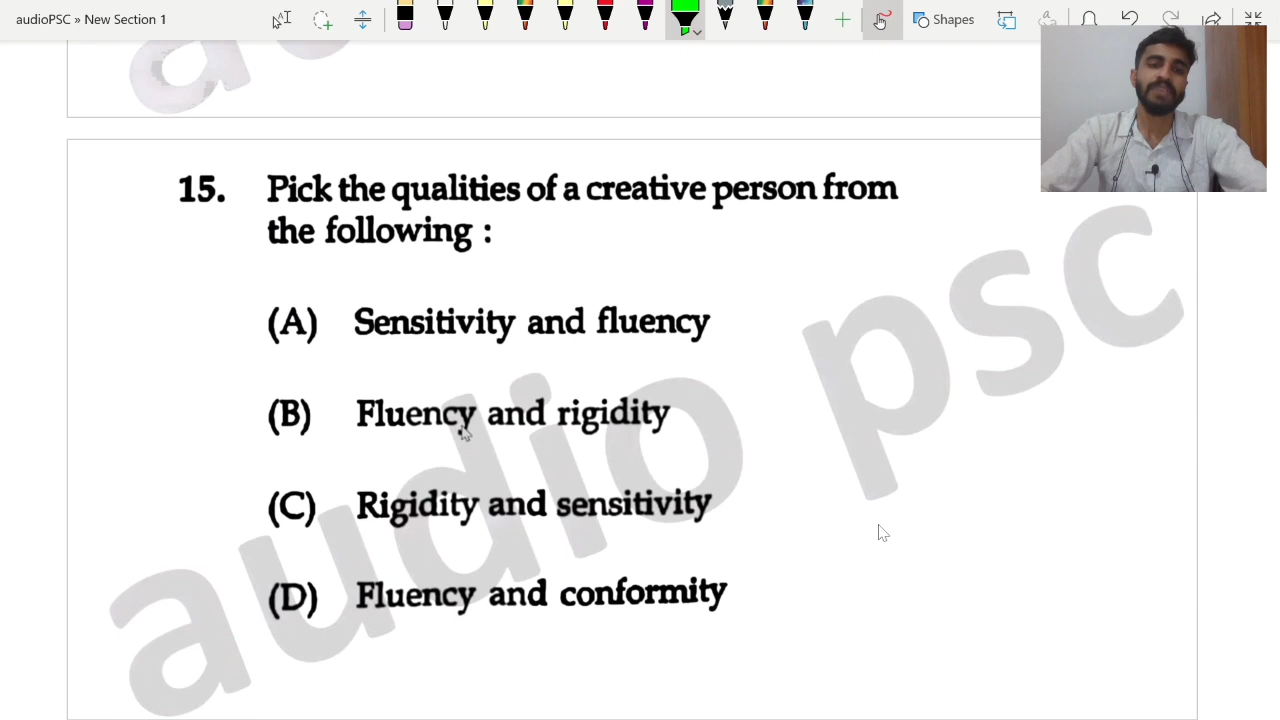 audioPSC » New Section 1
Shapes
15. Pick the qualities of a creative person from
the following :
(A) Sensitivity and fluency
(B) Fluency and rigidity
(C) Rigidity and sensitivity
(D) Fluency and conformity
audio psc